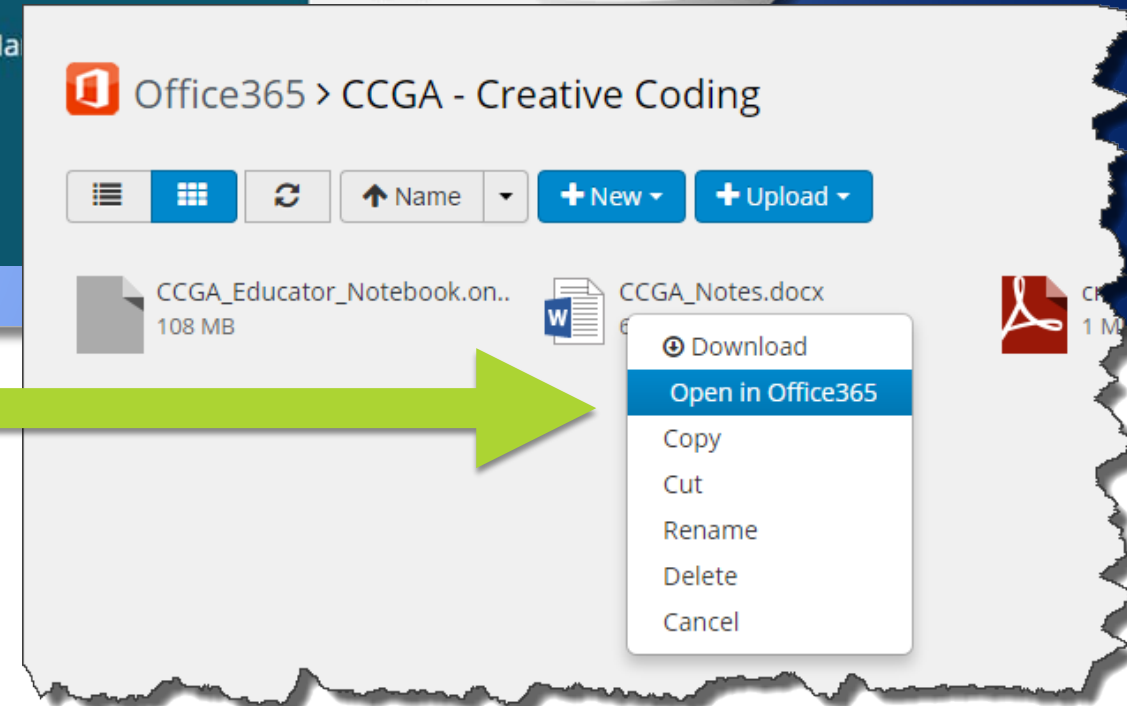 Office365 > CCGA - Creative Coding
Name
+ New
+ Upload
CCGA_Educator_Notebook.on..
108 MB
CCGA_Notes.docx
W
1 M
Download
Open in Office365
Copy
Cut
Rename
Delete
Cancel